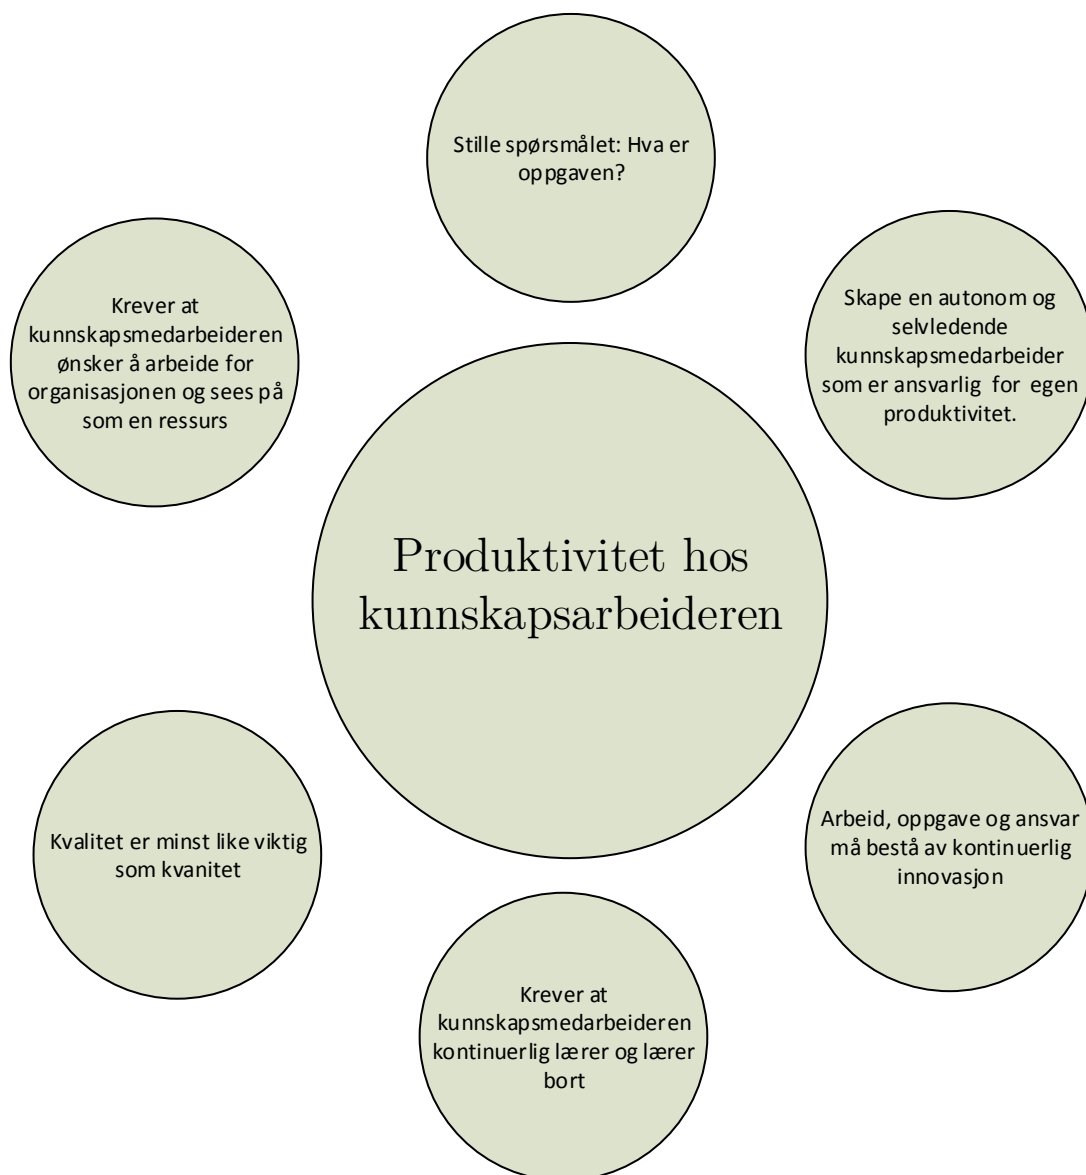 Stille spørsmålet: Hva er
oppgaven?
Skape en autonom og
selvledende
kunnskapsmedarbeider
som er ansvarlig for egen
produktivitet.
Krever at
kunnskapsmedarbeideren
ønsker å arbeide for
organisasjonen og sees på
som en ressurs
Produktivitet hos
kunnskapsarbeideren
Kvalitet er minst like viktig
som kvanitet
Arbeid, oppgave og ansvar
må bestå av kontinuerlig
innovasjon
Krever at
kunnskapsmedarbeideren
kontinuerlig lærer og lærer
bort